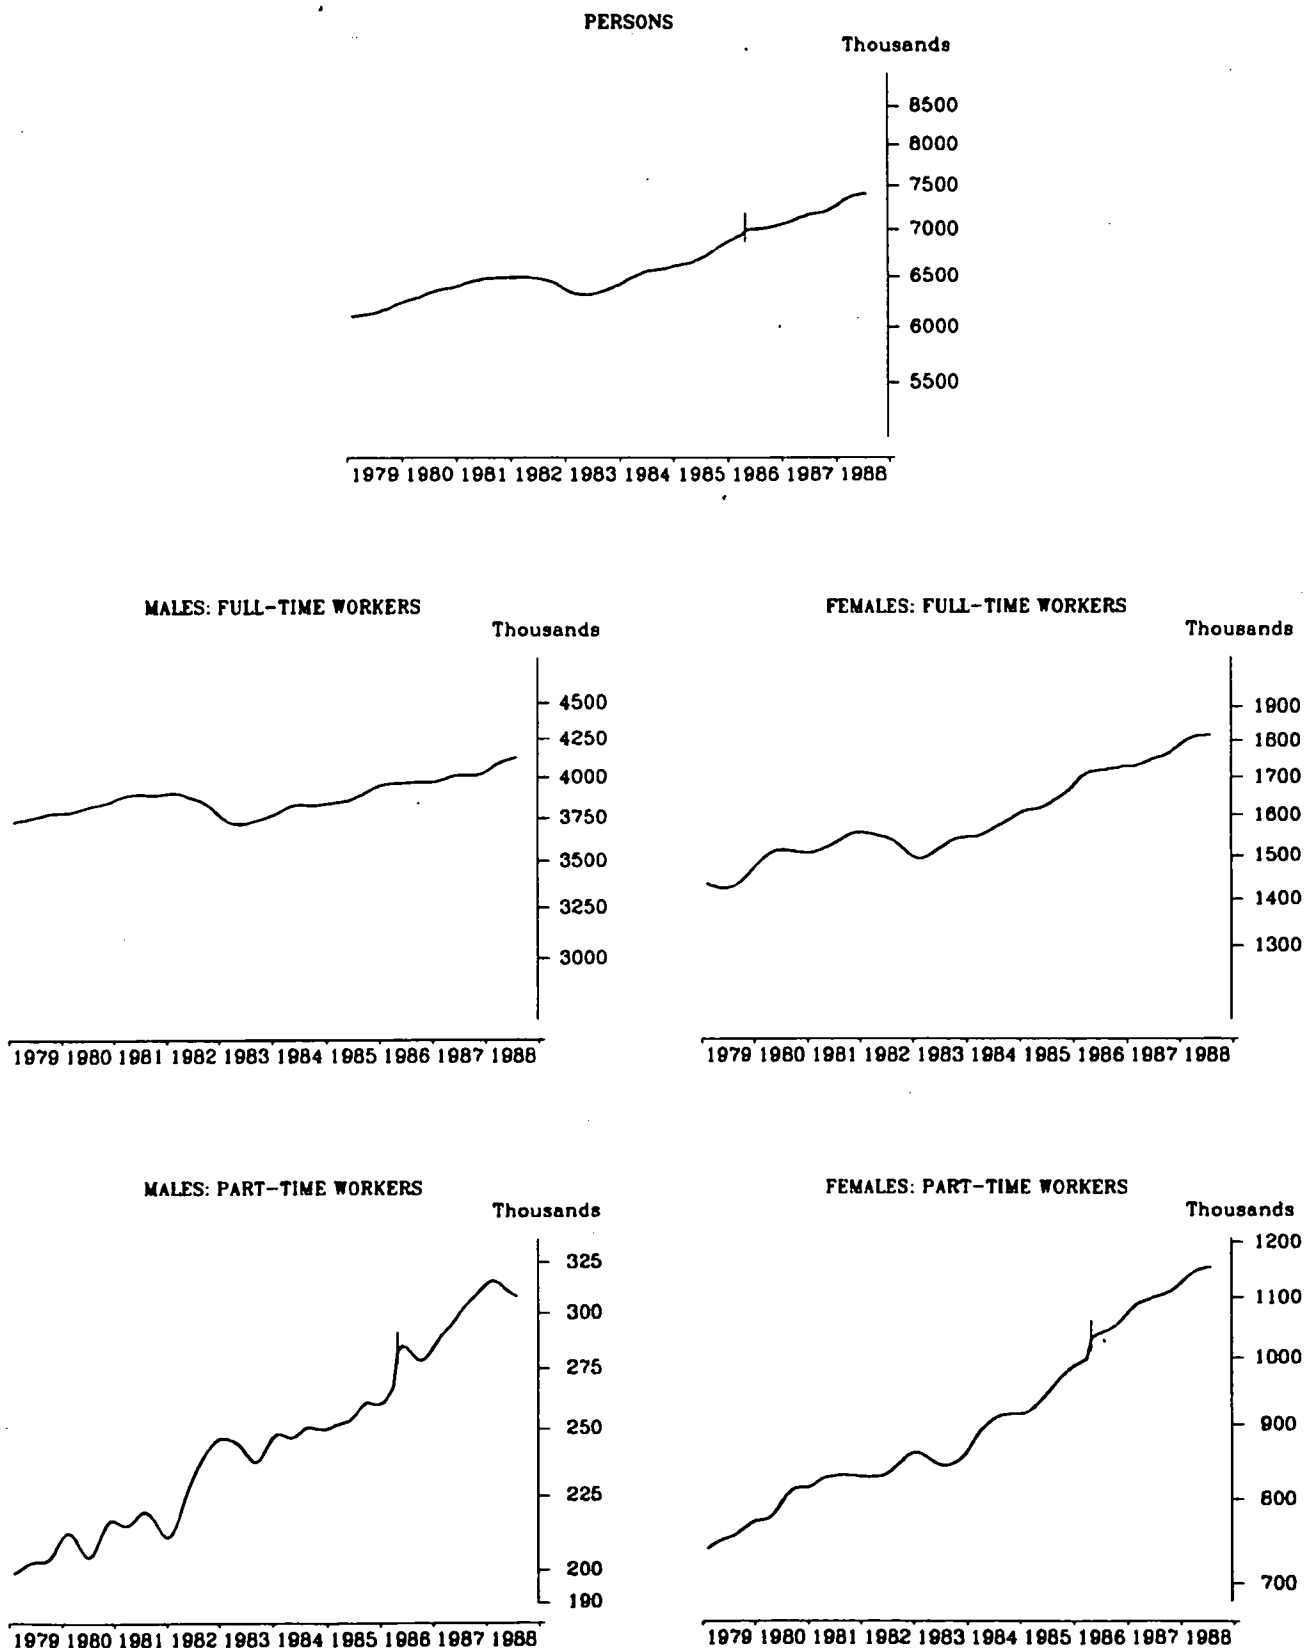 PERSONS
Thousands
8500
8000
7500
7000
6500
6000
5500
1979 1980 1981 1982 1983 1984 1985 1986 1987 1988
MALES: FULL-TIME WORKERS
Thousands
4500
4250
4000
3750
3500
3250
3000
1979 1980 1981 1982 1983 1984 1985 1986 1987 1988
FEMALES: FULL-TIME WORKERS
Thousands
1900
1800
1700
1600
1500
1400
1300
1979 1980 1981 1982 1983 1984 1985 1986 1987 1988
MALES: PART-TIME WORKERS
Thousands
325
300
275
250
225
200
190
1979 1980 1981 1982 1983 1984 1985 1986 1987 1988
FEMALES: PART-TIME WORKERS
Thousands
1200
1100
1000
900
800
700
1979 1980 1981 1982 1983 1984 1985 1986 1987 1988